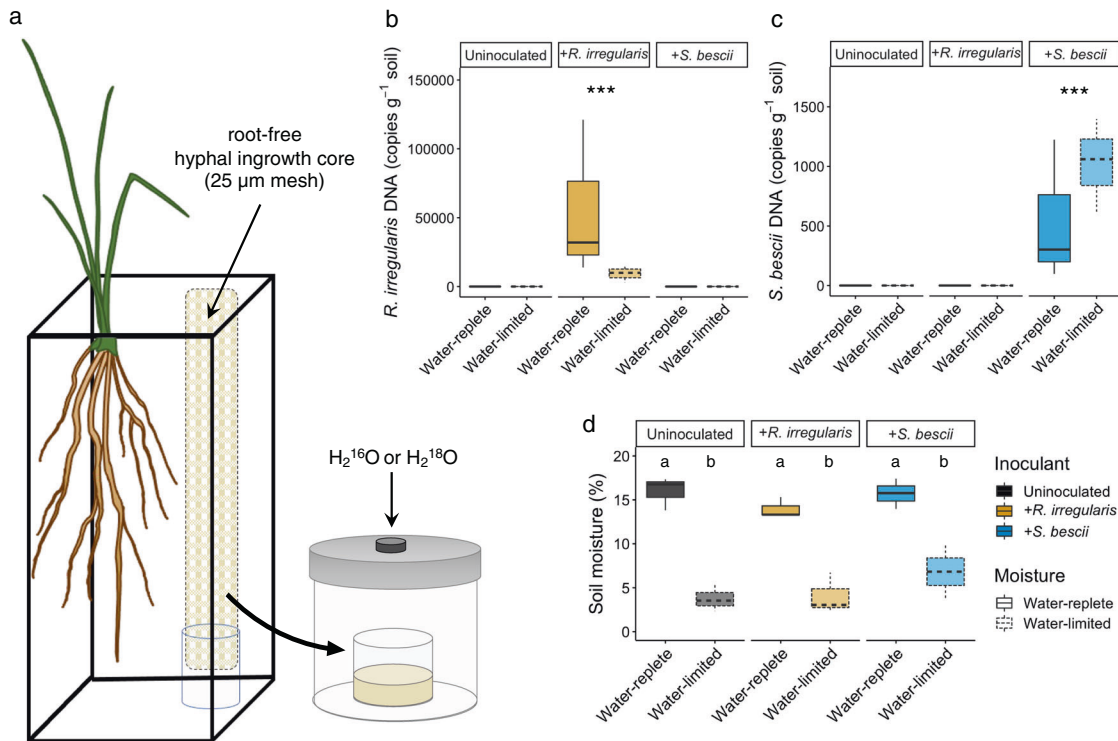 a
root-free
hyphal ingrowth core
(25 µm mesh)
H₂¹⁶O or H₂¹⁸O
b
Uninoculated +R. irregularis +S. bescii
R. irregularis DNA (copies g⁻¹ soil)
150000
100000
50000
0
***
Water-replete Water-limited Water-replete Water-limited Water-replete Water-limited
c
Uninoculated +R. irregularis +S. bescii
S. bescii DNA (copies g⁻¹ soil)
1500
1000
500
0
***
Water-replete Water-limited Water-replete Water-limited Water-replete Water-limited
d
Uninoculated +R. irregularis +S. bescii
Soil moisture (%)
20
15
10
5
0
a b a b a b
Water-replete Water-limited Water-replete Water-limited Water-replete Water-limited
Inoculant
Uninoculated
+R. irregularis
+S. bescii
Moisture
Water-replete
Water-limited